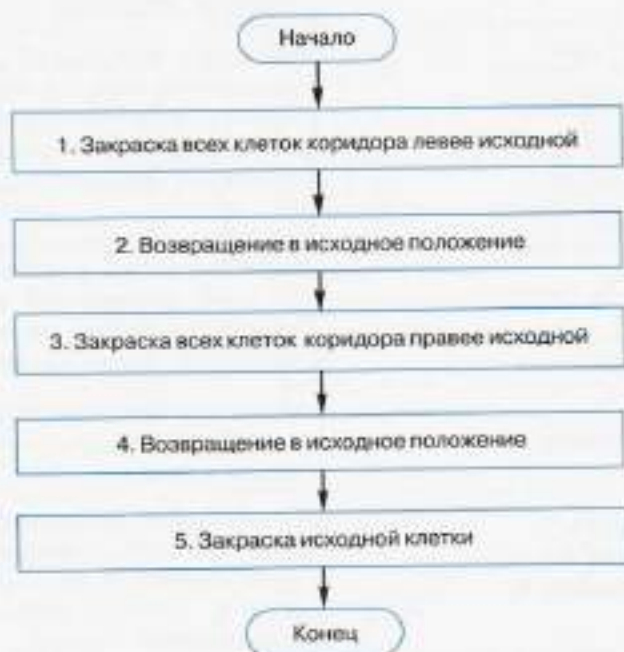 Начало
1. Закраска всех клеток коридора левее исходной
2. Возвращение в исходное положение
3. Закраска всех клеток коридора правее исходной
4. Возвращение в исходное положение
5. Закраска исходной клетки
Конец